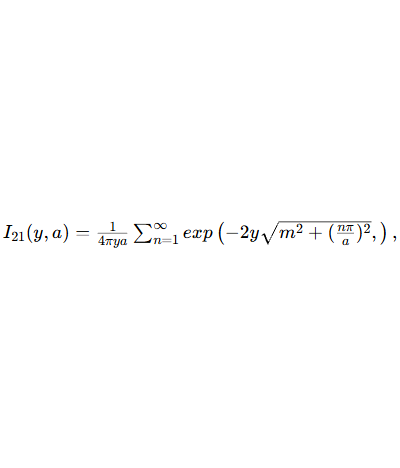 I_{21}(y, a) = \frac{1}{4\pi ya} \sum_{n=1}^{\infty} exp \left( -2y\sqrt{m^2 + (\frac{n\pi}{a})^2}, \right) ,